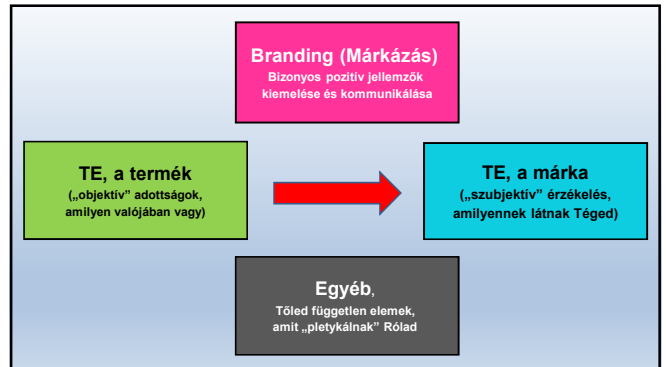 Branding (Márkázás)
Bizonyos pozitív jellemzők
kiemelése és kommunikálása
TE, a termék
(„objektív” adottságok,
amilyen valójában vagy)
TE, a márka
(„szubjektív” érzékelés,
amilyennek látnak Téged)
Egyéb,
Tőled független elemek,
amit „pletykálnak” Rólad